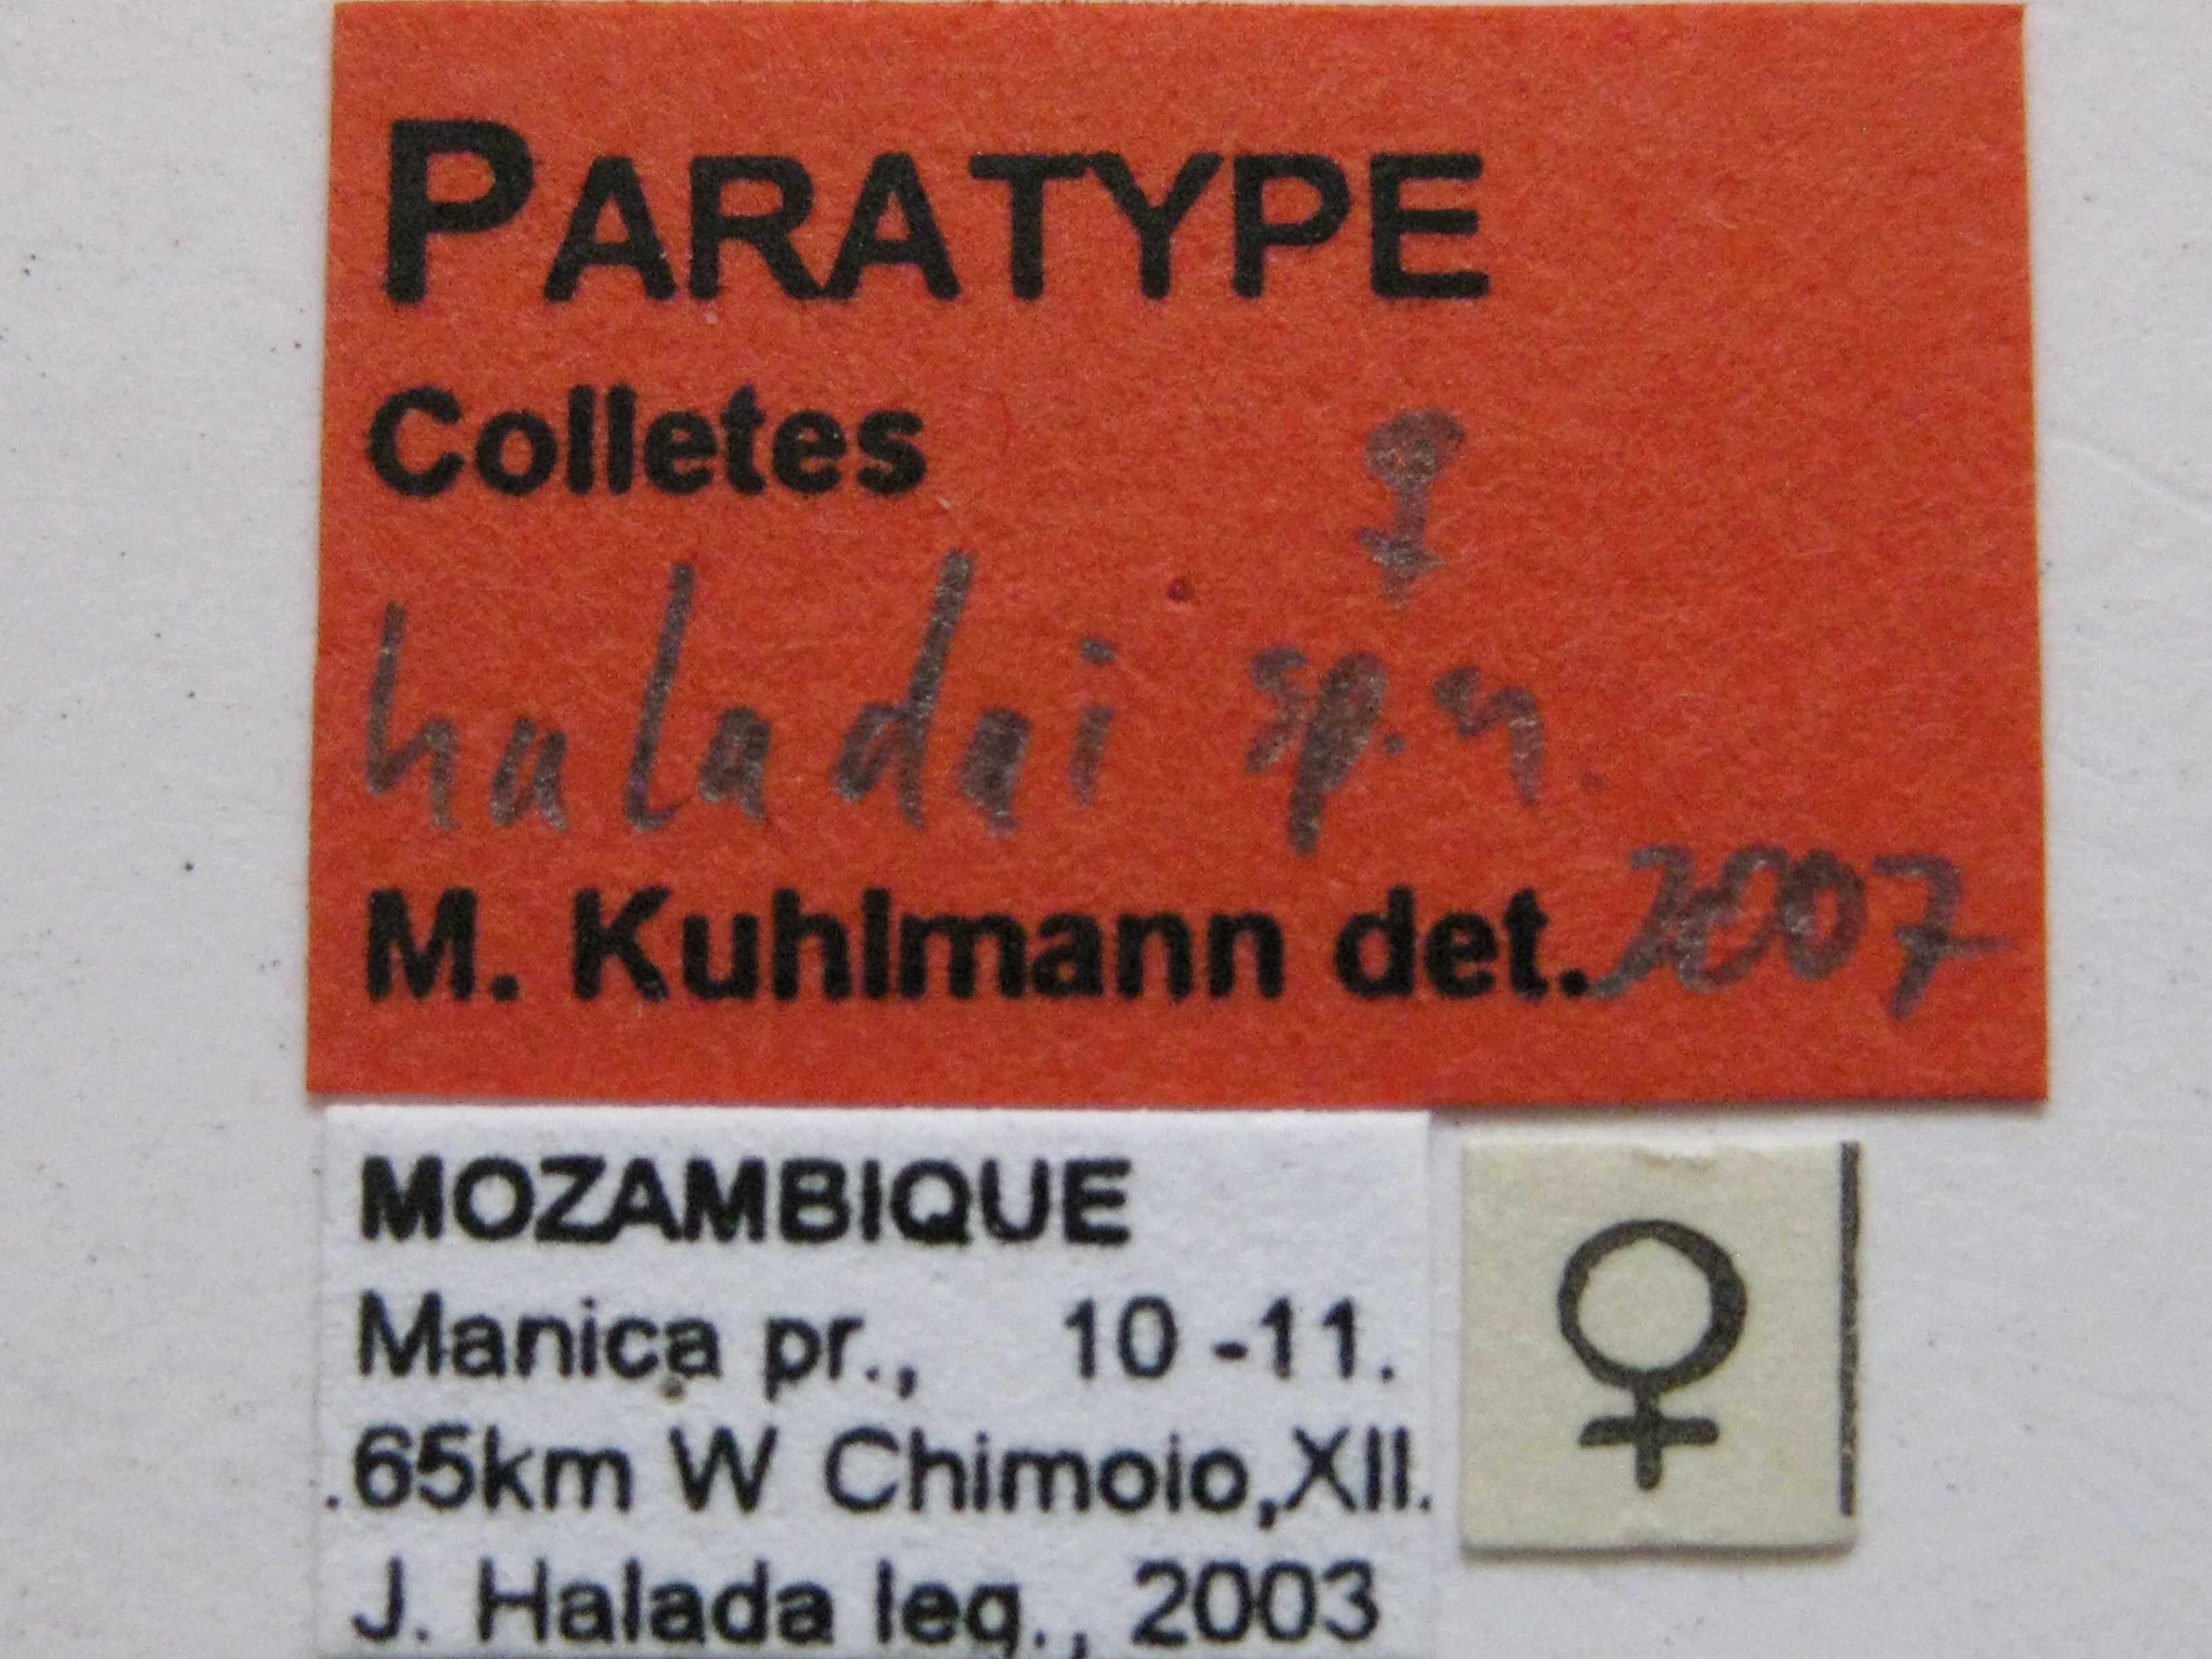 PARATYPE
Colletes ♀
haladai sp. n.
M. Kuhlmann det. 2007
MOZAMBIQUE
Manica pr., 10 -11.
65km W Chimoio,XII.
J. Halada leg., 2003
♀